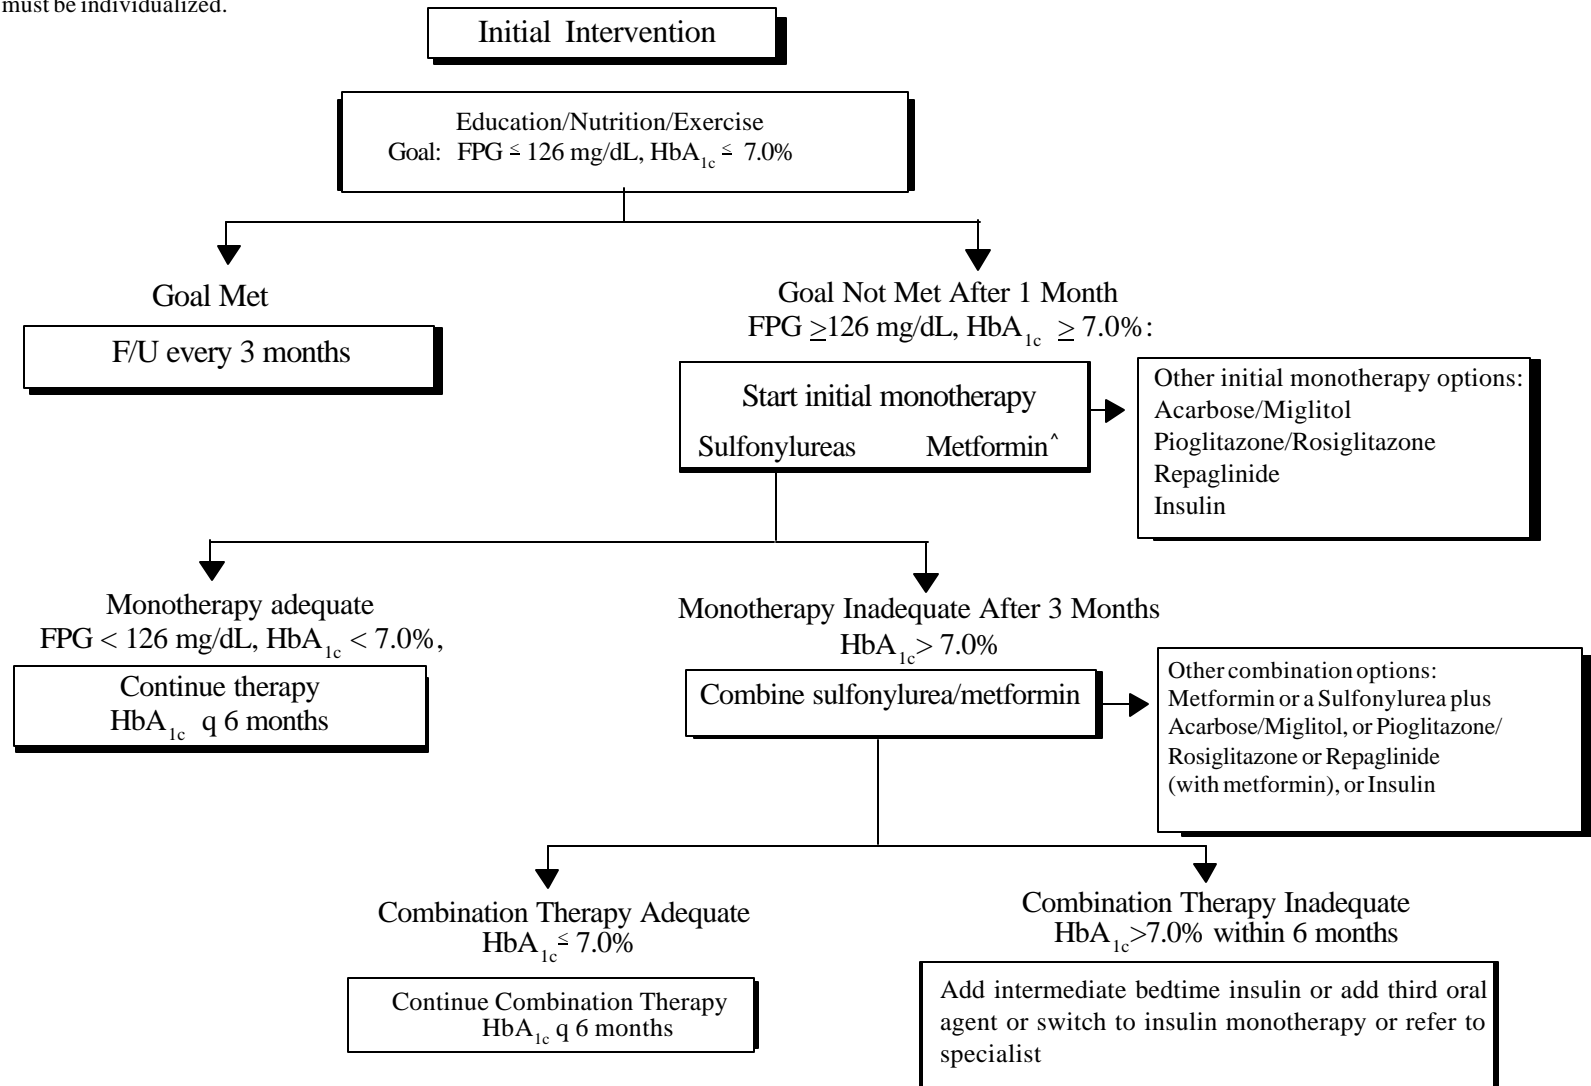 must be individualized.
Initial Intervention
Education/Nutrition/Exercise
Goal: FPG ≤ 126 mg/dL, HbA1c ≤ 7.0%
Goal Met
F/U every 3 months
Goal Not Met After 1 Month
FPG ≥126 mg/dL, HbA1c ≥ 7.0%:
Start initial monotherapy
Sulfonylureas Metformin^
Other initial monotherapy options:
Acarbose/Miglitol
Pioglitazone/Rosiglitazone
Repaglinide
Insulin
Monotherapy adequate
FPG < 126 mg/dL, HbA1c < 7.0%,
Continue therapy
HbA1c q 6 months
Monotherapy Inadequate After 3 Months
HbA1c> 7.0%
Combine sulfonylurea/metformin
Other combination options:
Metformin or a Sulfonylurea plus
Acarbose/Miglitol, or Pioglitazone/
Rosiglitazone or Repaglinide
(with metformin), or Insulin
Combination Therapy Adequate
HbA1c≤ 7.0%
Continue Combination Therapy
HbA1c q 6 months
Combination Therapy Inadequate
HbA1c>7.0% within 6 months
Add intermediate bedtime insulin or add third oral
agent or switch to insulin monotherapy or refer to
specialist